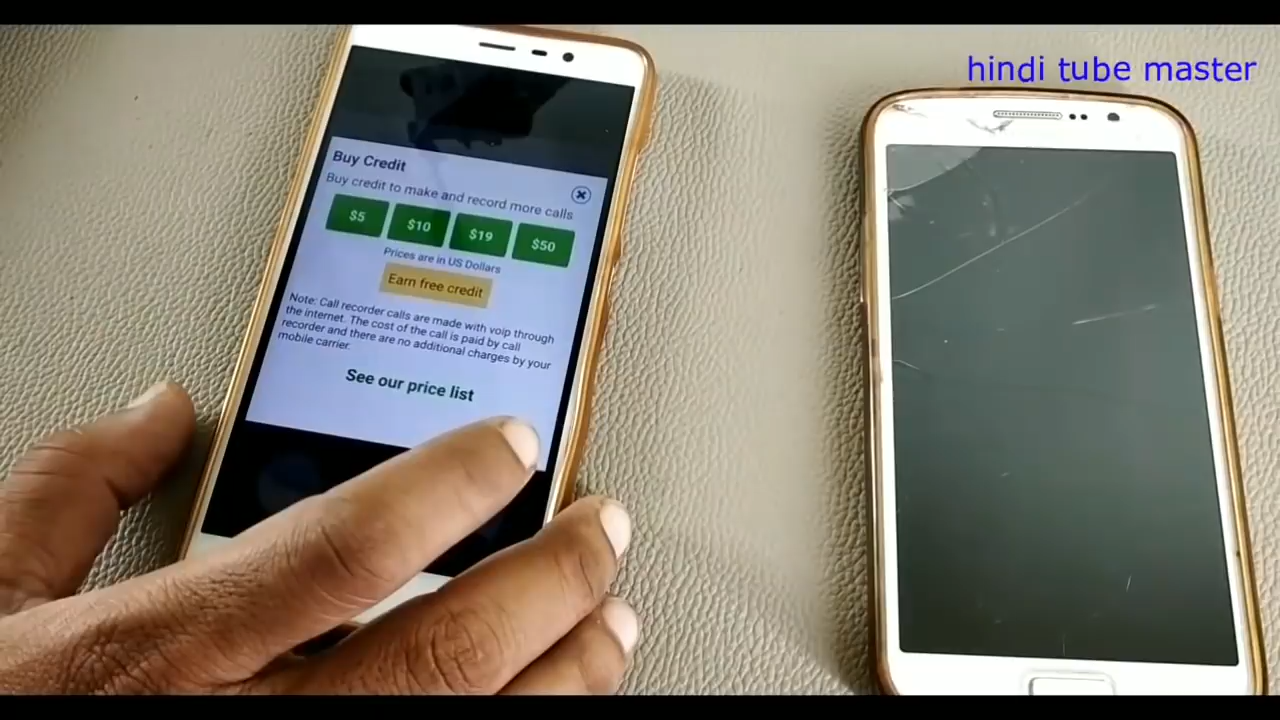 hindi tube master
Buy Credit
Buy credit to make and record more calls
$5 $10 $19 $50
Prices are in US Dollars
Earn free credit
Note: Call recorder calls are made with voip through
the internet. The cost of the call is paid by call
recorder and there are no additional charges by your
mobile carrier.
See our price list